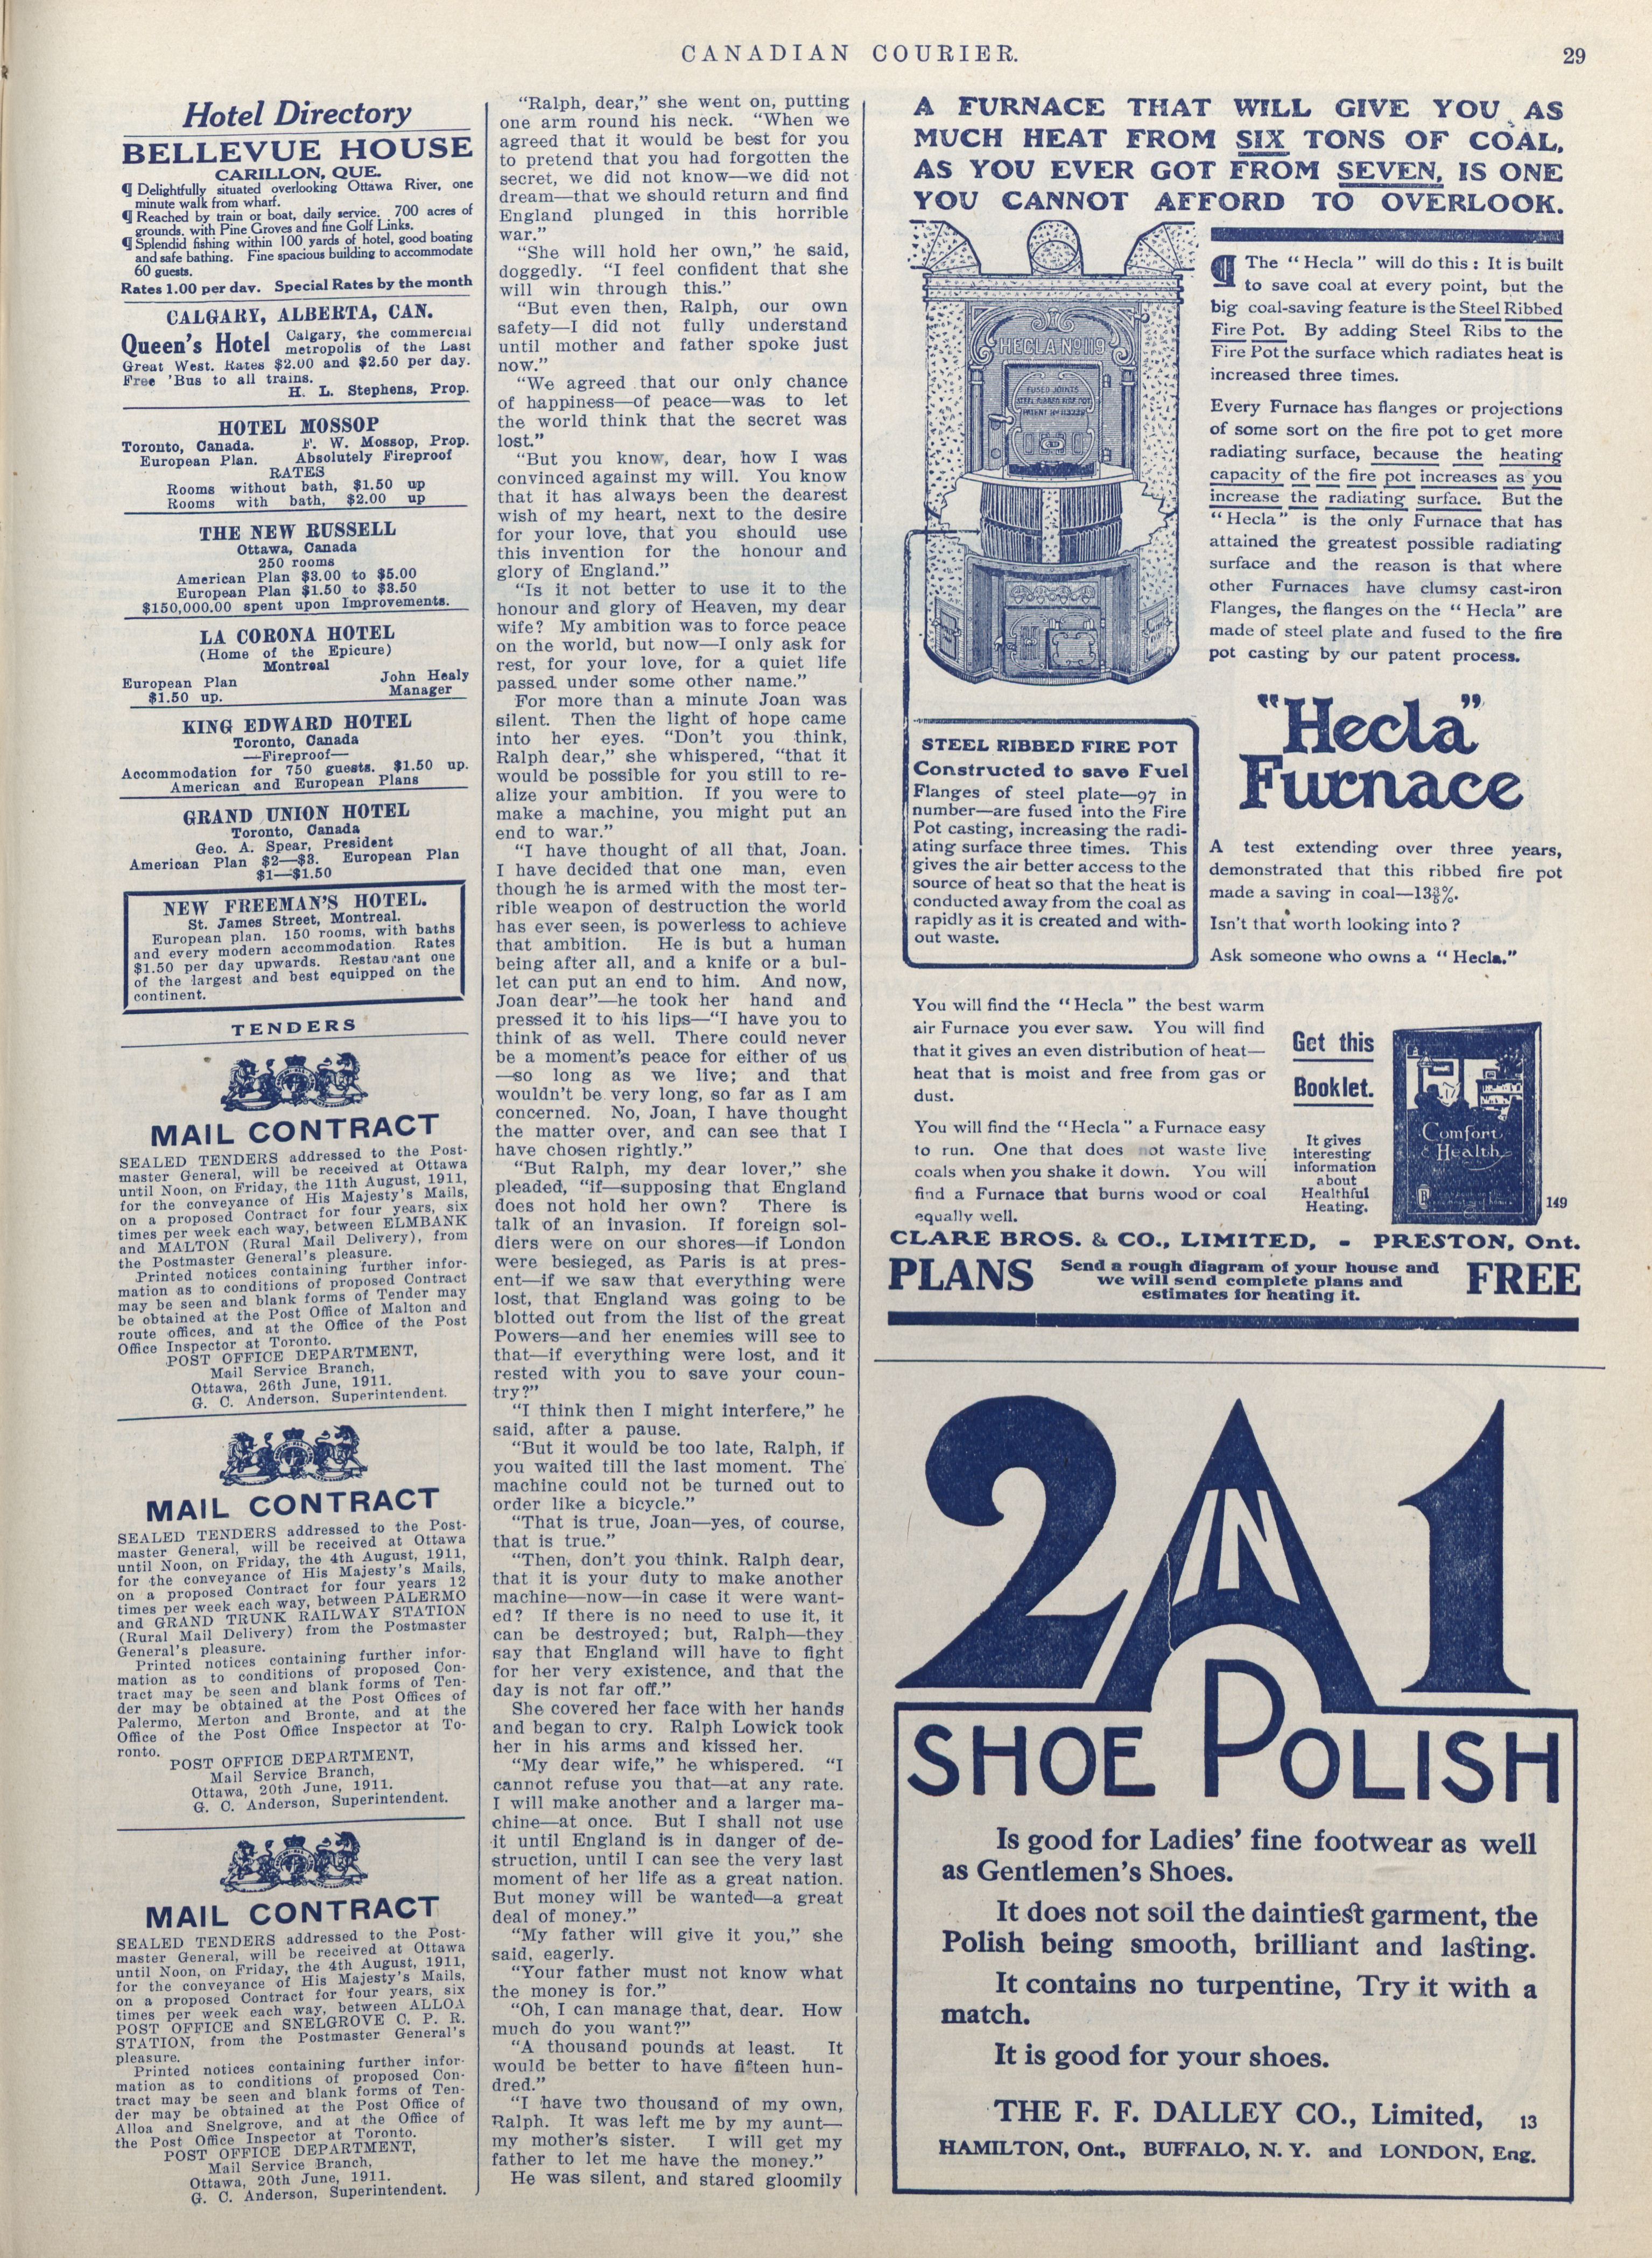 CANADIAN COURIER.
29
Hotel Directory
BELLEVUE HOUSE
CARILLON, QUE.
¶ Delightfully situated overlooking Ottawa River, one
minute walk from wharf.
¶ Reached by train or boat, daily service. 700 acres of
grounds, with Pine Groves and fine Golf Links.
¶ Splendid fishing within 100 yards of hotel, good boating
and safe bathing. Fine spacious building to accommodate
60 guests.
Rates 1.00 per day. Special Rates by the month
CALGARY, ALBERTA, CAN.
Queen's Hotel Calgary, the commercial
metropolis of the Last
Great West. Rates $2.00 and $2.50 per day.
Free 'Bus to all trains.
H. L. Stephens, Prop.
HOTEL MOSSOP
Toronto, Canada. F. W. Mossop, Prop.
European Plan. Absolutely Fireproof
RATES
Rooms without bath, $1.50 up
Rooms with bath, $2.00 up
THE NEW RUSSELL
Ottawa, Canada
250 rooms
American Plan $3.00 to $5.00
European Plan $1.50 to $3.50
$150,000.00 spent upon Improvements.
LA CORONA HOTEL
(Home of the Epicure)
Montreal
European Plan John Healy
$1.50 up. Manager
KING EDWARD HOTEL
Toronto, Canada
—Fireproof—
Accommodation for 750 guests. $1.50 up.
American and European Plans
GRAND UNION HOTEL
Toronto, Canada
Geo. A. Spear, President
American Plan $2—$3. European Plan
$1—$1.50
NEW FREEMAN'S HOTEL.
St. James Street, Montreal.
European plan. 150 rooms, with baths
and every modern accommodation. Rates
$1.50 per day upwards. Restaurant one
of the largest and best equipped on the
continent.
TENDERS
MAIL CONTRACT
SEALED TENDERS addressed to the Post-
master General, will be received at Ottawa
until Noon, on Friday, the 11th August, 1911,
for the conveyance of His Majesty's Mails,
on a proposed Contract for four years, six
times per week each way, between ELMBANK
and MALTON (Rural Mail Delivery), from
the Postmaster General's pleasure.
Printed notices containing further infor-
mation as to conditions of proposed Contract
may be seen and blank forms of Tender may
be obtained at the Post Office of Malton and
route offices, and at the Office of the Post
Office Inspector at Toronto.
POST OFFICE DEPARTMENT,
Mail Service Branch,
Ottawa, 26th June, 1911.
G. C. Anderson, Superintendent.
MAIL CONTRACT
SEALED TENDERS addressed to the Post-
master General, will be received at Ottawa
until Noon, on Friday, the 4th August, 1911,
for the conveyance of His Majesty's Mails,
on a proposed Contract for four years 12
times per week each way, between PALERMO
and GRAND TRUNK RAILWAY STATION
(Rural Mail Delivery) from the Postmaster
General's pleasure.
Printed notices containing further infor-
mation as to conditions of proposed Con-
tract may be seen and blank forms of Ten-
der may be obtained at the Post Offices of
Palermo, Merton and Bronte, and at the
Office of the Post Office Inspector at To-
ronto.
POST OFFICE DEPARTMENT,
Mail Service Branch,
Ottawa, 20th June, 1911.
G. C. Anderson, Superintendent.
MAIL CONTRACT
SEALED TENDERS addressed to the Post-
master General, will be received at Ottawa
until Noon, on Friday, the 4th August, 1911,
for the conveyance of His Majesty's Mails,
on a proposed Contract for four years, six
times per week each way, between ALLOA
POST OFFICE and SNELGROVE C. P. R.
STATION, from the Postmaster General's
pleasure.
Printed notices containing further infor-
mation as to conditions of proposed Con-
tract may be seen and blank forms of Ten-
der may be obtained at the Post Office of
Alloa and Snelgrove, and at the Office of
the Post Office Inspector at Toronto.
POST OFFICE DEPARTMENT,
Mail Service Branch,
Ottawa, 20th June, 1911.
G. C. Anderson, Superintendent.
"Ralph, dear," she went on, putting
one arm round his neck. "When we
agreed that it would be best for you
to pretend that you had forgotten the
secret, we did not know—we did not
dream—that we should return and find
England plunged in this horrible
war."
"She will hold her own," he said,
doggedly. "I feel confident that she
will win through this."
"But even then, Ralph, our own
safety—I did not fully understand
until mother and father spoke just
now."
"We agreed that our only chance
of happiness—of peace—was to let
the world think that the secret was
lost."
"But you know, dear, how I was
convinced against my will. You know
that it has always been the dearest
wish of my heart, next to the desire
for your love, that you should use
this invention for the honour and
glory of England."
"Is it not better to use it to the
honour and glory of Heaven, my dear
wife? My ambition was to force peace
on the world, but now—I only ask for
rest, for your love, for a quiet life
passed under some other name."
For more than a minute Joan was
silent. Then the light of hope came
into her eyes. "Don't you think,
Ralph dear," she whispered, "that it
would be possible for you still to re-
alize your ambition. If you were to
make a machine, you might put an
end to war."
"I have thought of all that, Joan.
I have decided that one man, even
though he is armed with the most ter-
rible weapon of destruction the world
has ever seen, is powerless to achieve
that ambition. He is but a human
being after all, and a knife or a bul-
let can put an end to him. And now,
Joan dear"—he took her hand and
pressed it to his lips—"I have you to
think of as well. There could never
be a moment's peace for either of us
—so long as we live; and that
wouldn't be very long, so far as I am
concerned. No, Joan, I have thought
the matter over, and can see that I
have chosen rightly."
"But Ralph, my dear lover," she
pleaded, "if—supposing that England
does not hold her own? There is
talk of an invasion. If foreign sol-
diers were on our shores—if London
were besieged, as Paris is at pres-
ent—if we saw that everything were
lost, that England was going to be
blotted out from the list of the great
Powers—and her enemies will see to
that—if everything were lost, and it
rested with you to save your coun-
try?"
"I think then I might interfere," he
said, after a pause.
"But it would be too late, Ralph, if
you waited till the last moment. The
machine could not be turned out to
order like a bicycle."
"That is true, Joan—yes, of course,
that is true."
"Then, don't you think. Ralph dear,
that it is your duty to make another
machine—now—in case it were want-
ed? If there is no need to use it, it
can be destroyed; but, Ralph—they
say that England will have to fight
for her very existence, and that the
day is not far off."
She covered her face with her hands
and began to cry. Ralph Lowick took
her in his arms and kissed her.
"My dear wife," he whispered. "I
cannot refuse you that—at any rate.
I will make another and a larger ma-
chine—at once. But I shall not use
it until England is in danger of de-
struction, until I can see the very last
moment of her life as a great nation.
But money will be wanted—a great
deal of money."
"My father will give it you," she
said, eagerly.
"Your father must not know what
the money is for."
"Oh, I can manage that, dear. How
much do you want?"
"A thousand pounds at least. It
would be better to have fifteen hun-
dred."
"I have two thousand of my own,
Ralph. It was left me by my aunt—
my mother's sister. I will get my
father to let me have the money."
He was silent, and stared gloomily
A FURNACE THAT WILL GIVE YOU AS
MUCH HEAT FROM SIX TONS OF COAL,
AS YOU EVER GOT FROM SEVEN, IS ONE
YOU CANNOT AFFORD TO OVERLOOK.
HECLA No 119
FUSED JOINTS
STEEL RIBBED FIRE POT
¶ The "Hecla" will do this: It is built
to save coal at every point, but the
big coal-saving feature is the Steel Ribbed
Fire Pot. By adding Steel Ribs to the
Fire Pot the surface which radiates heat is
increased three times.
Every Furnace has flanges or projections
of some sort on the fire pot to get more
radiating surface, because the heating
capacity of the fire pot increases as you
increase the radiating surface. But the
"Hecla" is the only Furnace that has
attained the greatest possible radiating
surface and the reason is that where
other Furnaces have clumsy cast-iron
Flanges, the flanges on the "Hecla" are
made of steel plate and fused to the fire
pot casting by our patent process.
STEEL RIBBED FIRE POT
Constructed to save Fuel
Flanges of steel plate—97 in
number—are fused into the Fire
Pot casting, increasing the radi-
ating surface three times. This
gives the air better access to the
source of heat so that the heat is
conducted away from the coal as
rapidly as it is created and with-
out waste.
"Hecla"
Furnace
A test extending over three years,
demonstrated that this ribbed fire pot
made a saving in coal—13⅜%.
Isn't that worth looking into?
Ask someone who owns a "Hecla."
You will find the "Hecla" the best warm
air Furnace you ever saw. You will find
that it gives an even distribution of heat—
heat that is moist and free from gas or
dust.
You will find the "Hecla" a Furnace easy
to run. One that does not waste live
coals when you shake it down. You will
find a Furnace that burns wood or coal
equally well.
Get this
Booklet.
It gives
interesting
information
about
Healthful
Heating.
Comfort
& Health
149
CLARE BROS. & CO., LIMITED, - PRESTON, Ont.
PLANS Send a rough diagram of your house and
we will send complete plans and
estimates for heating it. FREE
2 IN 1
SHOE POLISH
Is good for Ladies' fine footwear as well
as Gentlemen's Shoes.
It does not soil the daintiest garment, the
Polish being smooth, brilliant and lasting.
It contains no turpentine, Try it with a
match.
It is good for your shoes.
THE F. F. DALLEY CO., Limited, 13
HAMILTON, Ont., BUFFALO, N. Y. and LONDON, Eng.